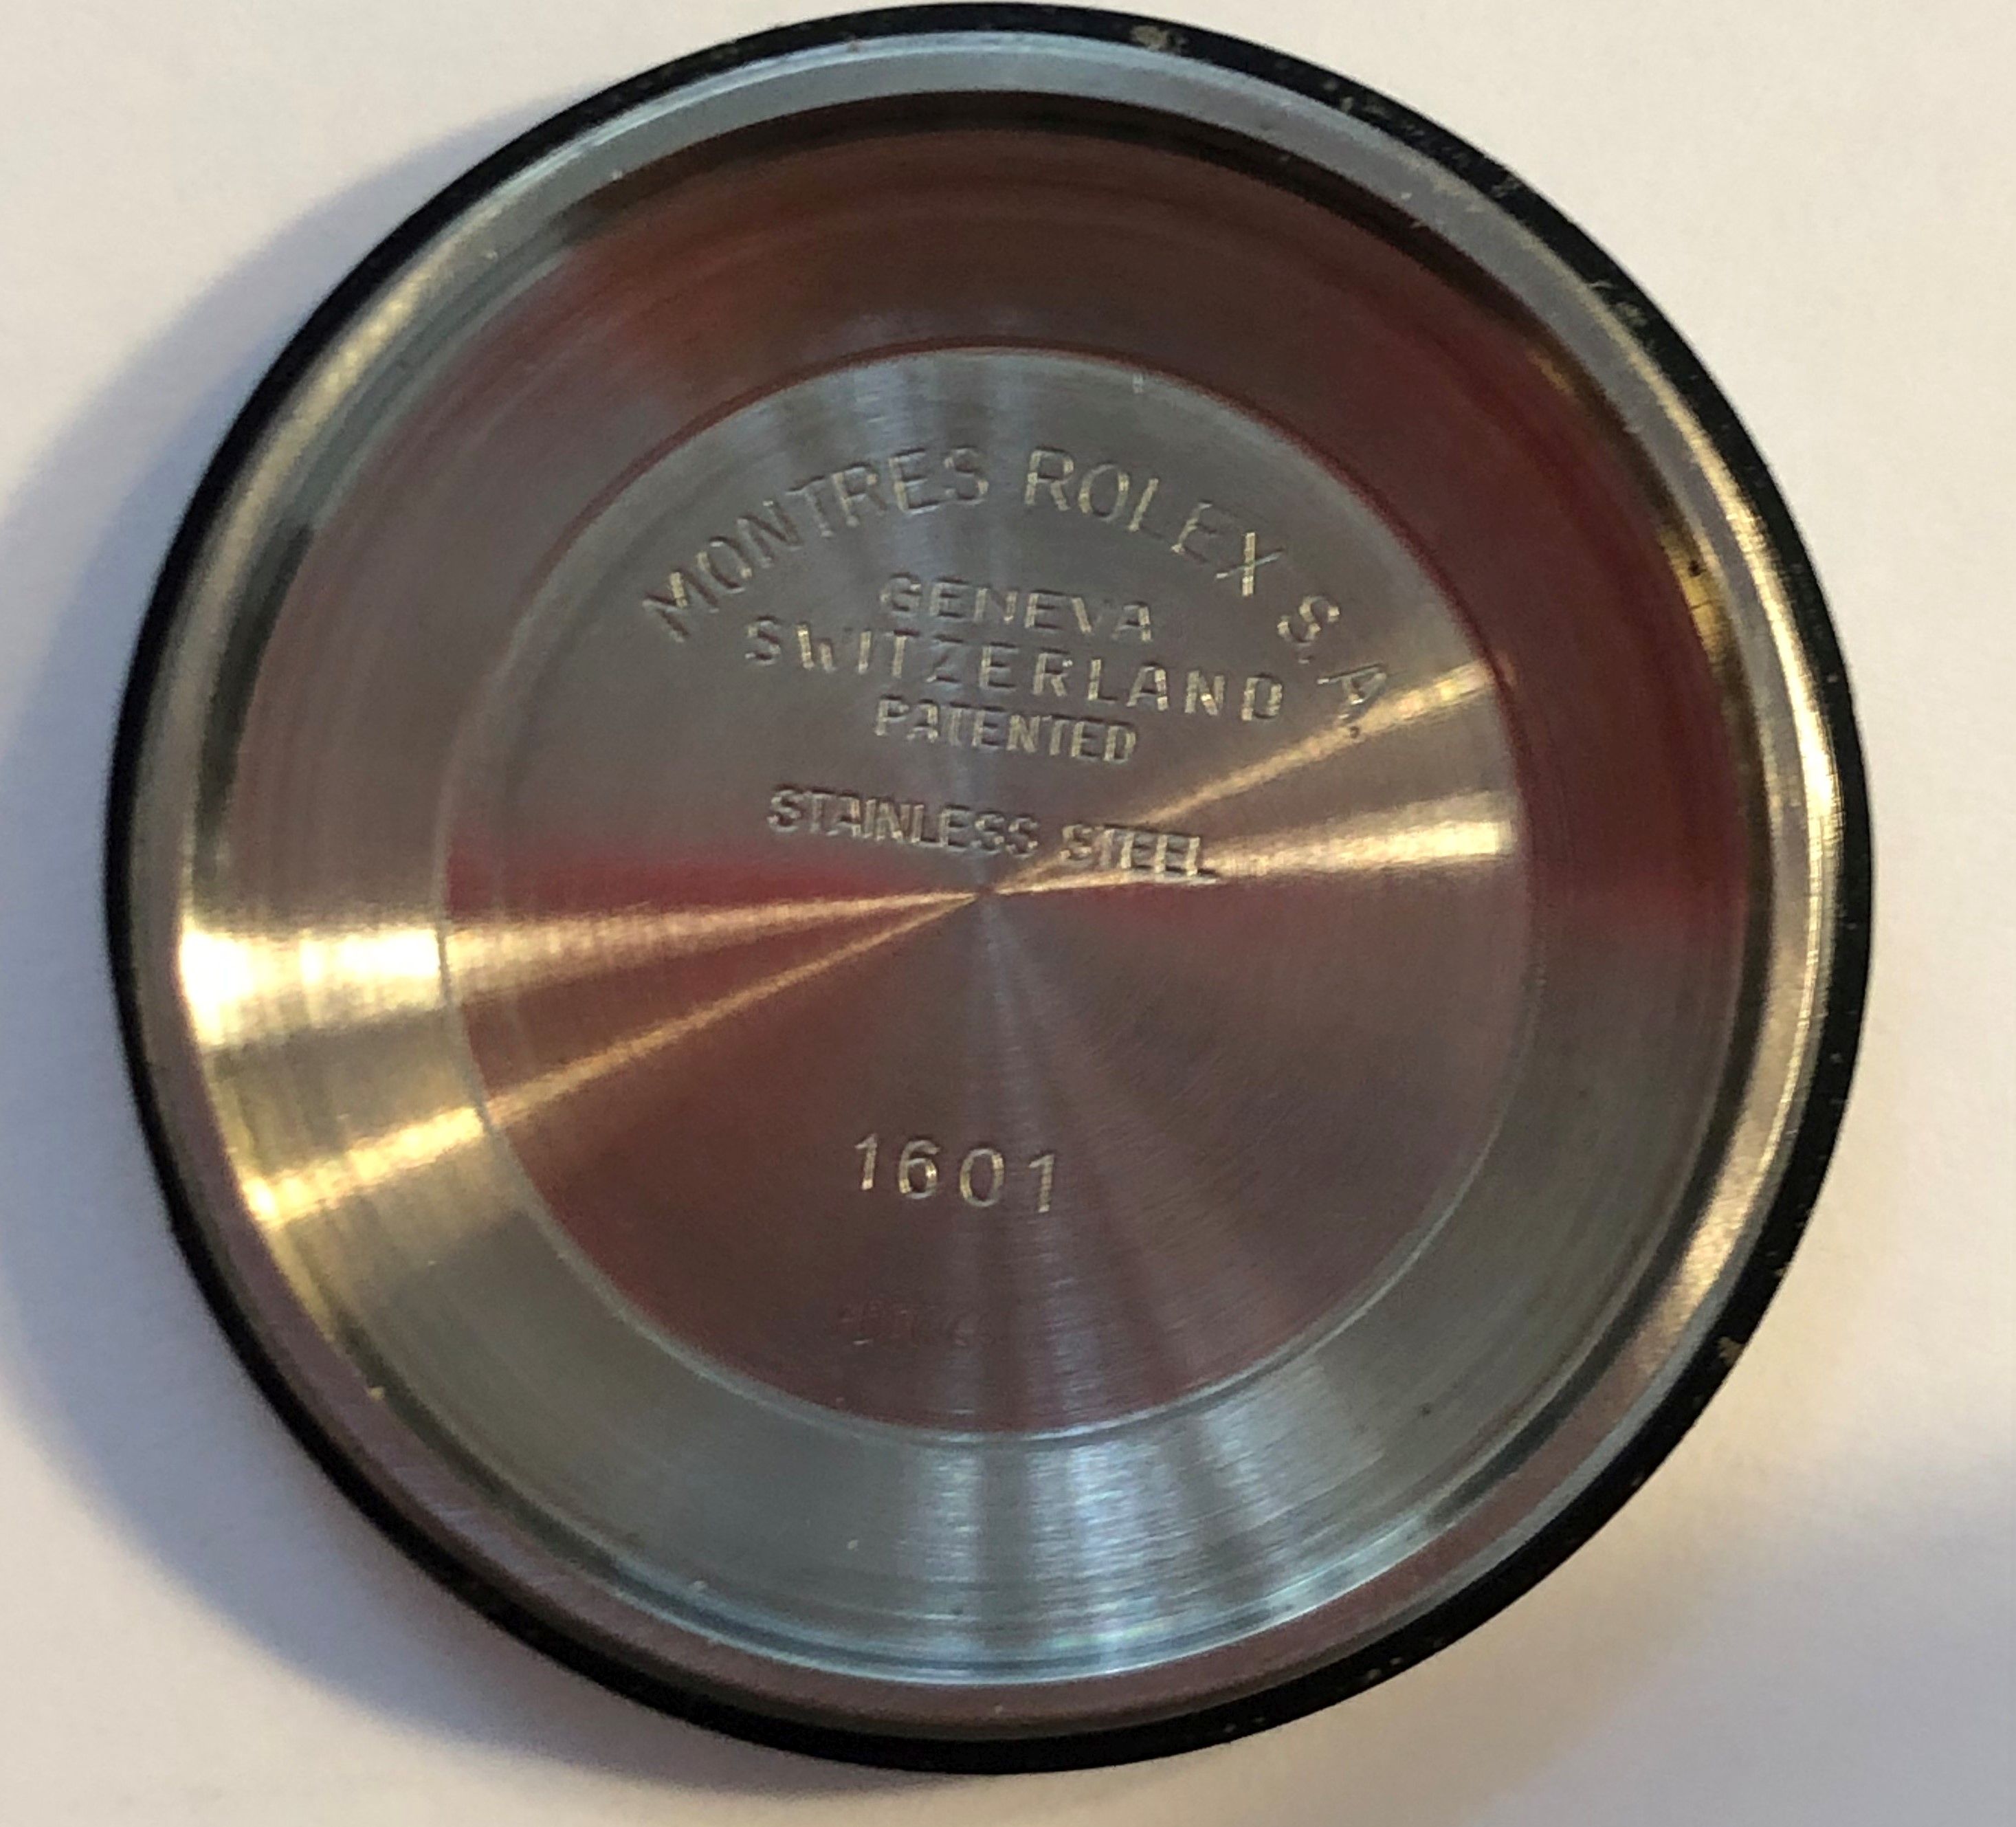 MONTRES ROLEX S.A.
GENEVA
SWITZERLAND
PATENTED
STAINLESS STEEL
1601